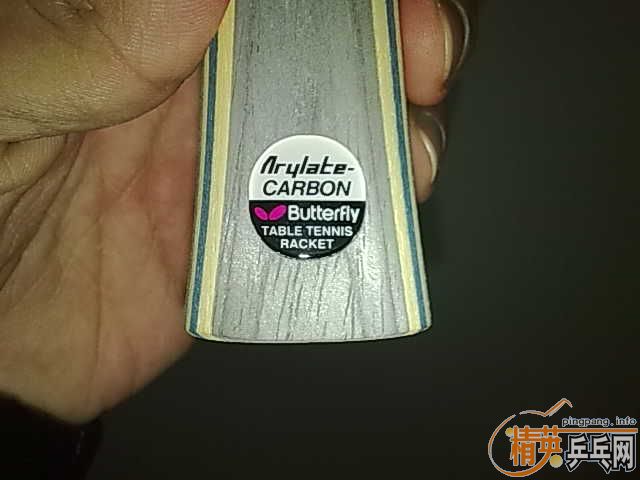 Arylate-
CARBON
Butterfly
TABLE TENNIS
RACKET
pingpang.info
精英乒乓网